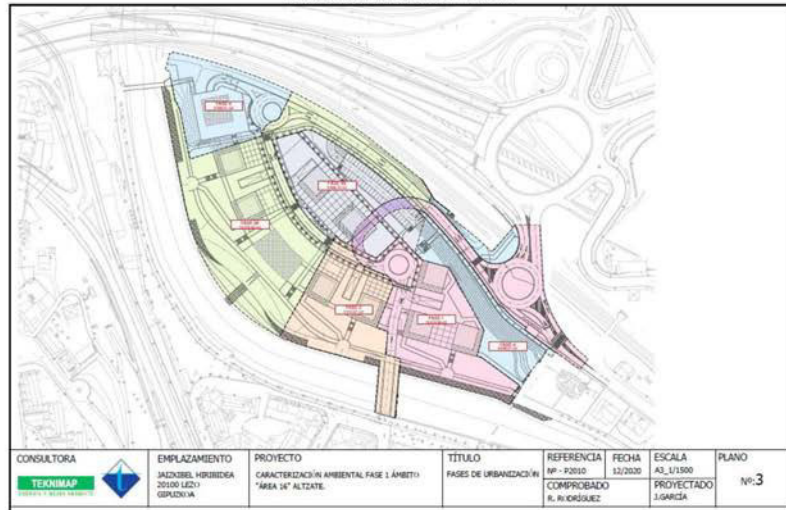 CONSULTORA
TEKNIMAP
EMPLAZAMIENTO
JAIZKIBEL HIRIBIDEA
20100 LEZO
GIPUZKOA
PROYECTO
CARACTERIZACIÓN AMBIENTAL FASE 1 ÁMBITO
"ÁREA 16" ALTZATE.
TÍTULO
FASES DE URBANIZACIÓN
REFERENCIA
Nº - P2010
FECHA
12/2020
ESCALA
A3_1/1500
COMPROBADO
R. RODRÍGUEZ
PROYECTADO
J.GARCÍA
PLANO
Nº:3